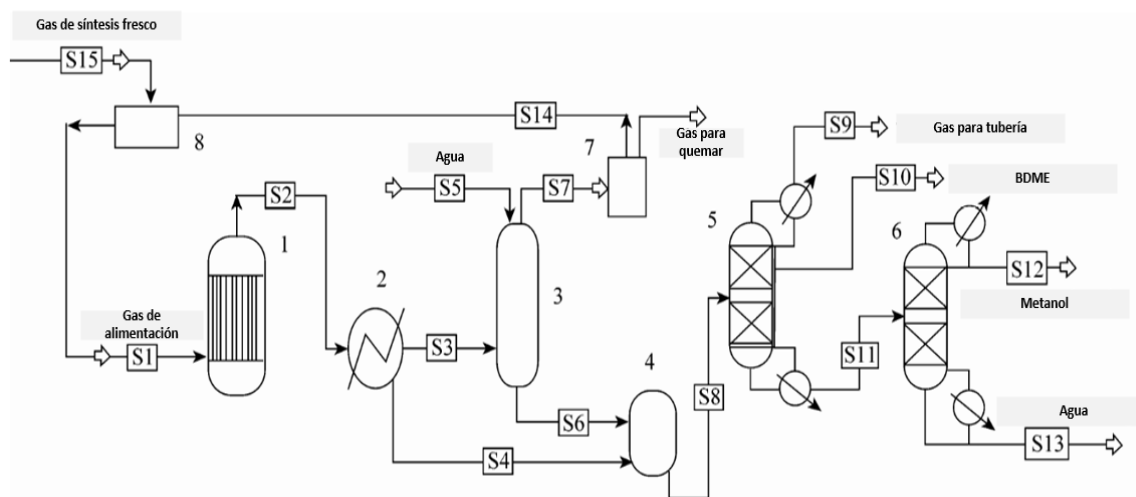 Gas de síntesis fresco
S15
8
S14
7
Gas para
quemar
S9
Gas para tubería
S10
BDME
Agua
S5
S7
S2
1
2
3
5
6
S12
Metanol
Gas de
alimentación
S1
S3
4
S11
S8
S6
S4
Agua
S13